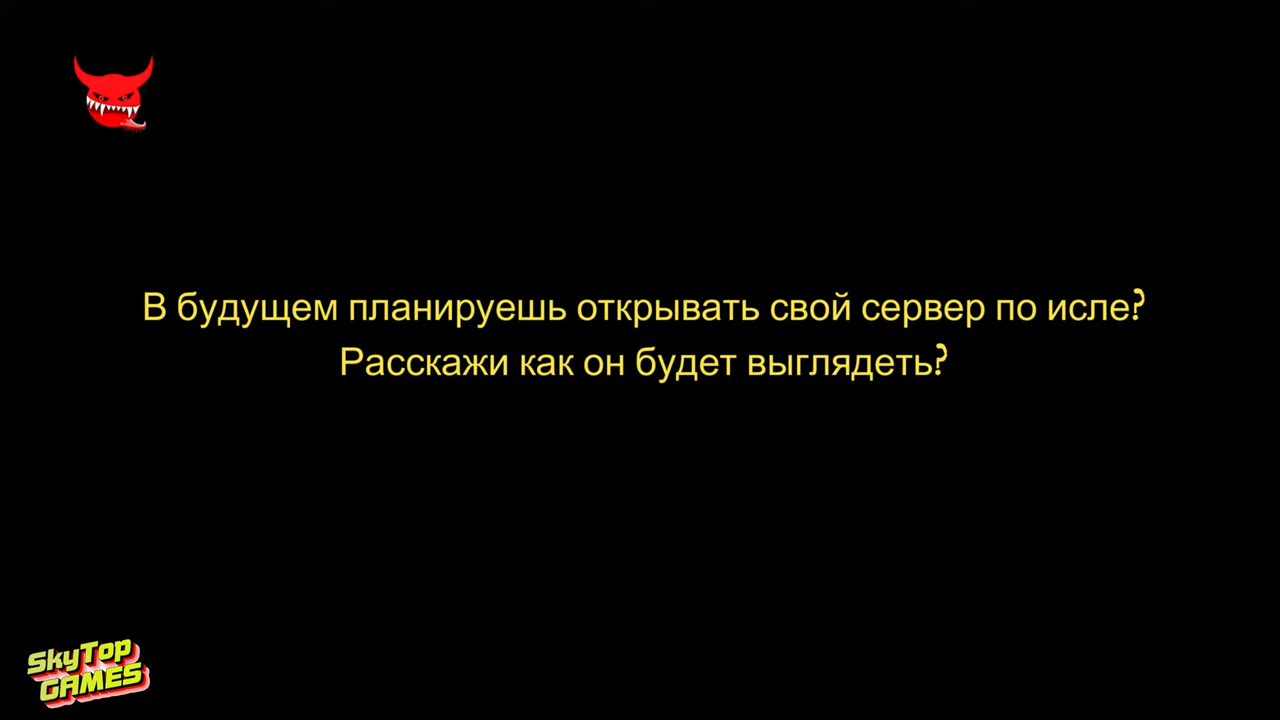 В будущем планируешь открывать свой сервер по исле?
Расскажи как он будет выглядеть?
SkyTop
GAMES